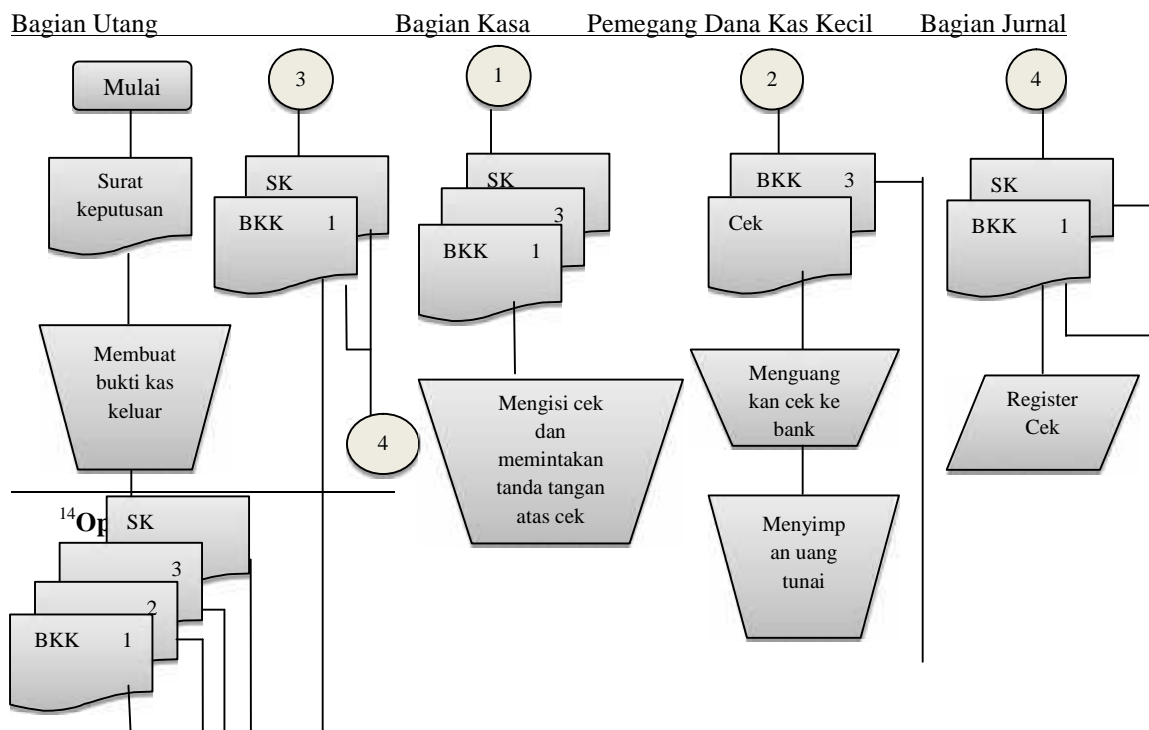 Bagian Utang Bagian Kasa Pemegang Dana Kas Kecil Bagian Jurnal
Mulai
Surat
keputusan
Membuat
bukti kas
keluar
14
SK
3
2
BKK 1
3
SK
BKK 1
4
1
SK
3
BKK 1
Mengisi cek
dan
memintakan
tanda tangan
atas cek
2
BKK 3
Cek
Menguang
kan cek ke
bank
Menyimp
an uang
tunai
4
SK
BKK 1
Register
Cek